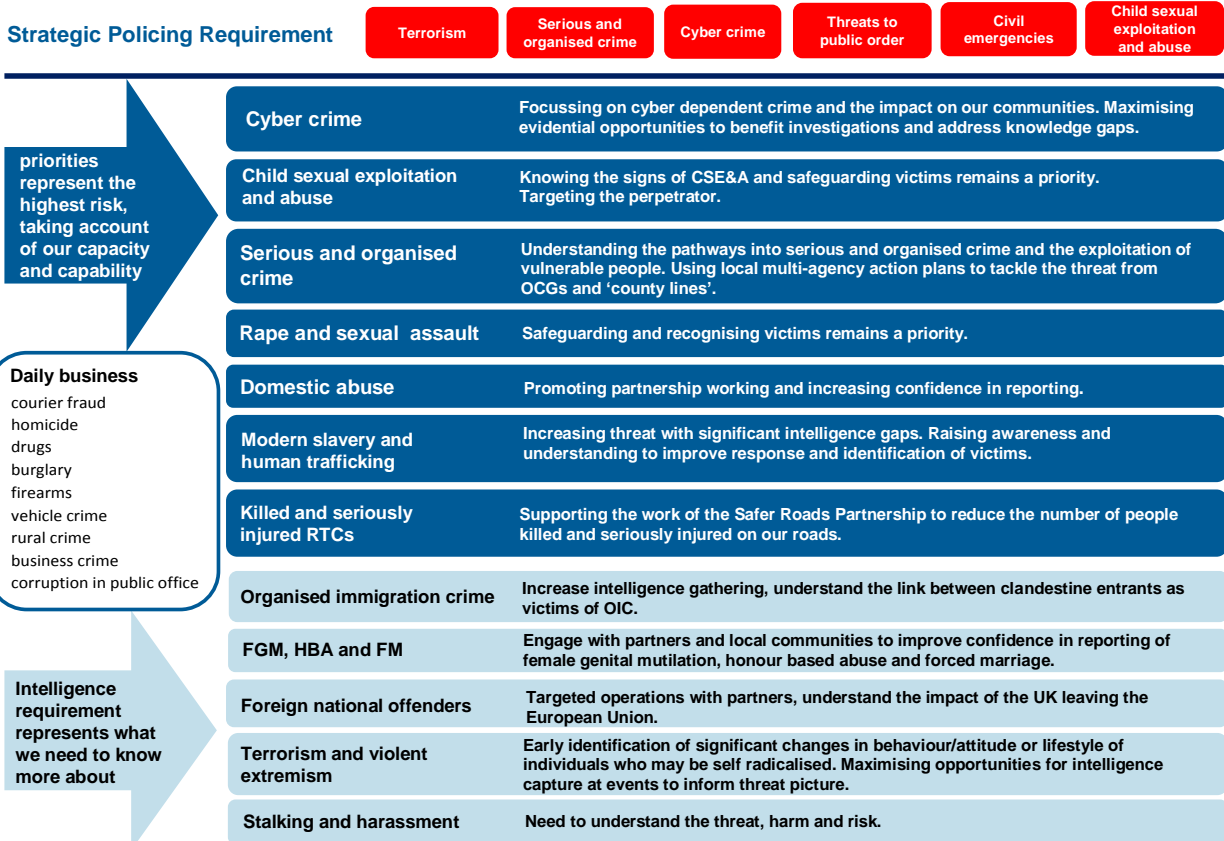 Strategic Policing Requirement
Terrorism
Serious and
organised crime
Cyber crime
Threats to
public order
Civil
emergencies
Child sexual
exploitation
and abuse
priorities
represent the
highest risk,
taking account
of our capacity
and capability
Cyber crime
Focussing on cyber dependent crime and the impact on our communities. Maximising
evidential opportunities to benefit investigations and address knowledge gaps.
Child sexual exploitation
and abuse
Knowing the signs of CSE&A and safeguarding victims remains a priority.
Targeting the perpetrator.
Serious and organised
crime
Understanding the pathways into serious and organised crime and the exploitation of
vulnerable people. Using local multi-agency action plans to tackle the threat from
OCGs and ‘county lines’.
Rape and sexual assault
Safeguarding and recognising victims remains a priority.
Domestic abuse
Promoting partnership working and increasing confidence in reporting.
Modern slavery and
human trafficking
Increasing threat with significant intelligence gaps. Raising awareness and
understanding to improve response and identification of victims.
Killed and seriously
injured RTCs
Supporting the work of the Safer Roads Partnership to reduce the number of people
killed and seriously injured on our roads.
Daily business
courier fraud
homicide
drugs
burglary
firearms
vehicle crime
rural crime
business crime
corruption in public office
Intelligence
requirement
represents what
we need to know
more about
Organised immigration crime
Increase intelligence gathering, understand the link between clandestine entrants as
victims of OIC.
FGM, HBA and FM
Engage with partners and local communities to improve confidence in reporting of
female genital mutilation, honour based abuse and forced marriage.
Foreign national offenders
Targeted operations with partners, understand the impact of the UK leaving the
European Union.
Terrorism and violent
extremism
Early identification of significant changes in behaviour/attitude or lifestyle of
individuals who may be self radicalised. Maximising opportunities for intelligence
capture at events to inform threat picture.
Stalking and harassment
Need to understand the threat, harm and risk.